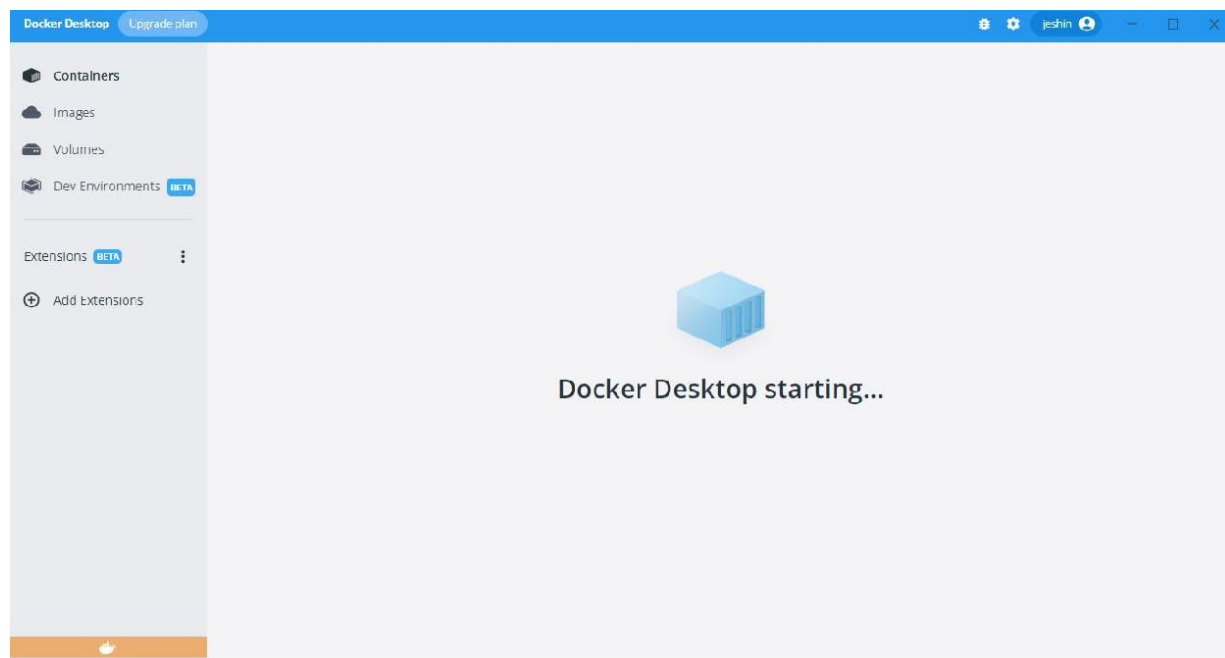 Docker Desktop Upgrade plan
jeshin
Containers
Images
Volumes
Dev Environments BETA
Extensions BETA
Add Extensions
Docker Desktop starting...